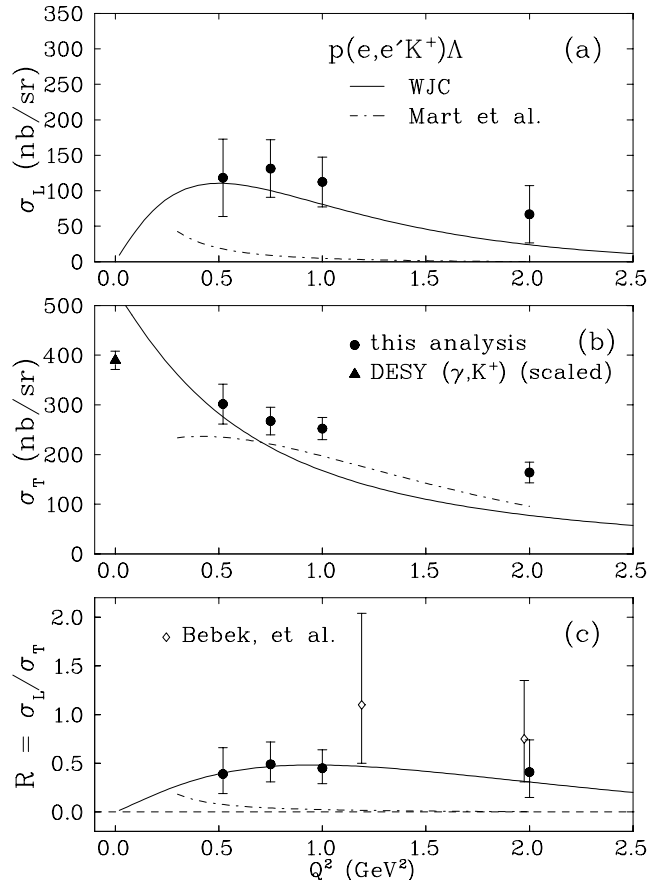 350
300
250
200
150
100
50
0
σL (nb/sr)
p(e,e′K⁺)Λ
(a)
WJC
Mart et al.
0.0 0.5 1.0 1.5 2.0 2.5
500
400
300
200
100
0
σT (nb/sr)
(b)
this analysis
DESY (γ,K⁺) (scaled)
0.0 0.5 1.0 1.5 2.0 2.5
2.0
1.5
1.0
0.5
0.0
R = σL/σT
Bebek, et al.
(c)
0.0 0.5 1.0 1.5 2.0 2.5
Q² (GeV²)